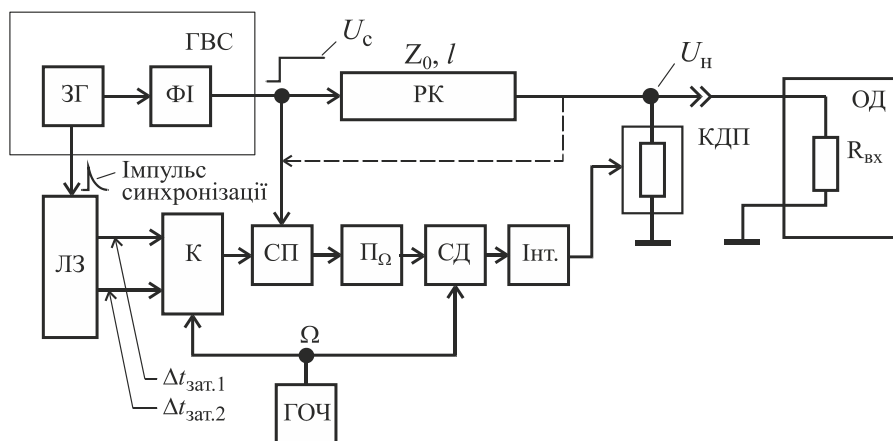 ГВС
U_c
Z_0, l
U_н
ОД
ЗГ
ФІ
РК
КДП
R_вх
Імпульс
синхронізації
ЛЗ
К
СП
П_Ω
СД
Інт.
Ω
Δt_зат.1
Δt_зат.2
ГОЧ